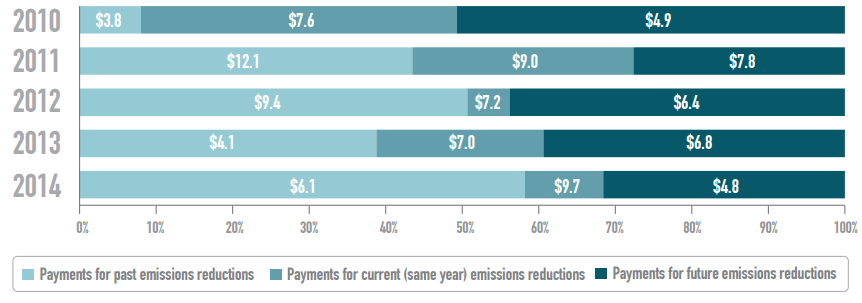 2010 $3.8 $7.6 $4.9
2011 $12.1 $9.0 $7.8
2012 $9.4 $7.2 $6.4
2013 $4.1 $7.0 $6.8
2014 $6.1 $9.7 $4.8
0% 10% 20% 30% 40% 50% 60% 70% 80% 90% 100%
Payments for past emissions reductions Payments for current (same year) emissions reductions Payments for future emissions reductions